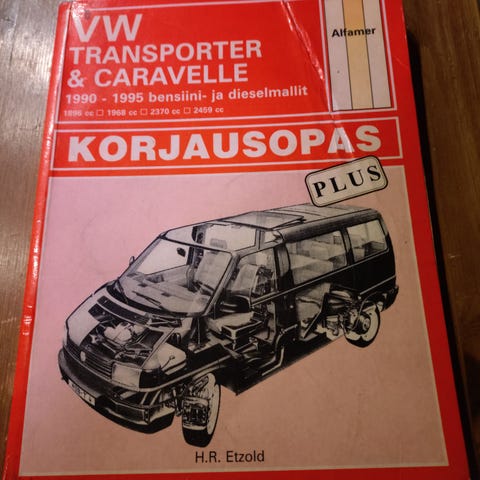 VW
TRANSPORTER
& CARAVELLE
1990 - 1995 bensiini- ja dieselmallit
1896 cc □ 1968 cc □ 2370 cc □ 2459 cc
Alfamer
KORJAUSOPAS
PLUS
H.R. Etzold